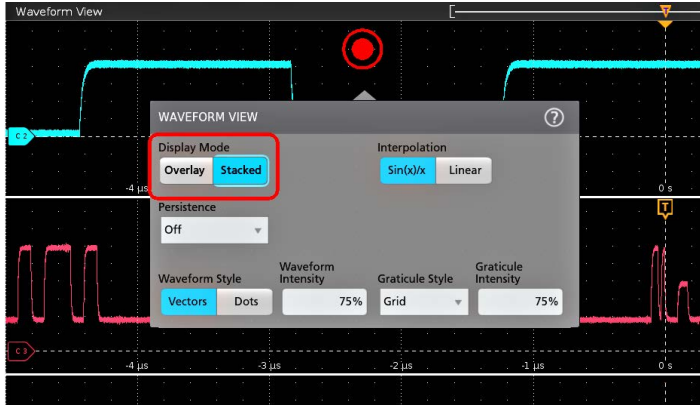 Waveform View
T
C 2
WAVEFORM VIEW
?
Display Mode
Interpolation
Overlay Stacked
Sin(x)/x Linear
-4 µs
0 s
Persistence
T
Off
Waveform Style
Waveform
Intensity
Graticule Style
Graticule
Intensity
Vectors Dots
75%
Grid
75%
C 3
-4 µs
-3 µs
-2 µs
-1 µs
0 s